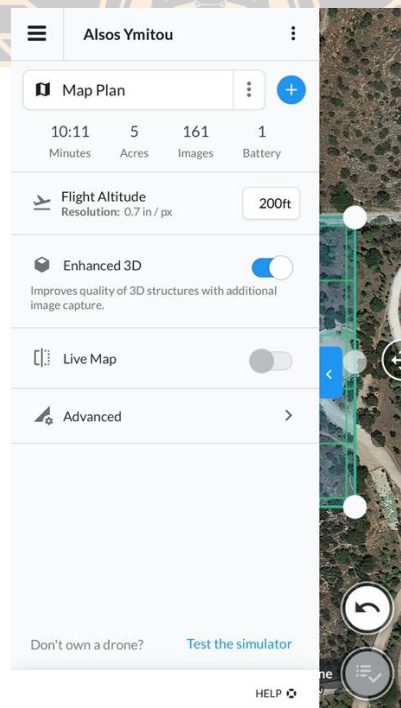 Alsos Ymitou
Map Plan
10:11 5 161 1
Minutes Acres Images Battery
Flight Altitude
Resolution: 0.7 in / px
200ft
Enhanced 3D
Improves quality of 3D structures with additional
image capture.
Live Map
Advanced
Don't own a drone? Test the simulator
HELP